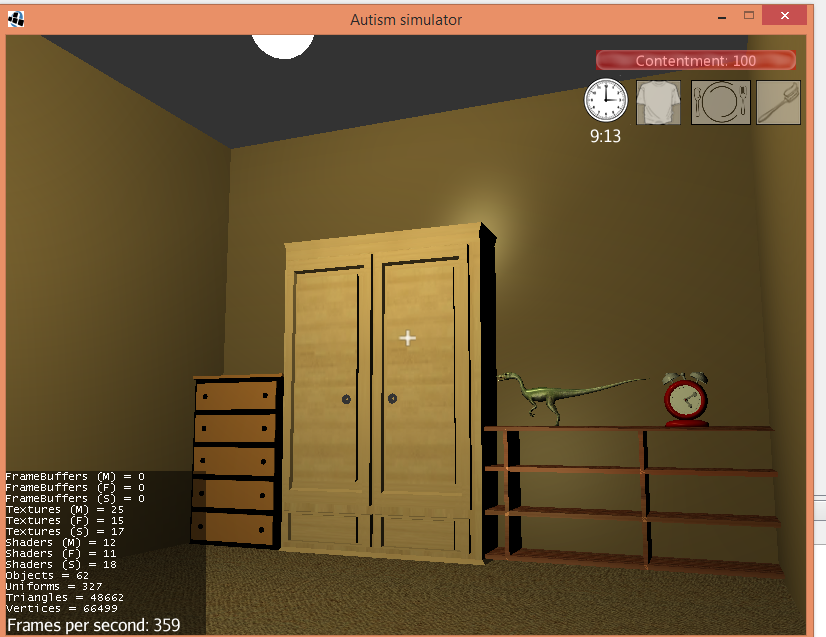 Autism simulator
Contentment: 100
9:13
FrameBuffers (M) = 0
FrameBuffers (F) = 0
FrameBuffers (S) = 0
Textures (M) = 25
Textures (F) = 15
Textures (S) = 17
Shaders (M) = 12
Shaders (F) = 11
Shaders (S) = 18
Objects = 62
Uniforms = 327
Triangles = 48662
Vertices = 66499
Frames per second: 359